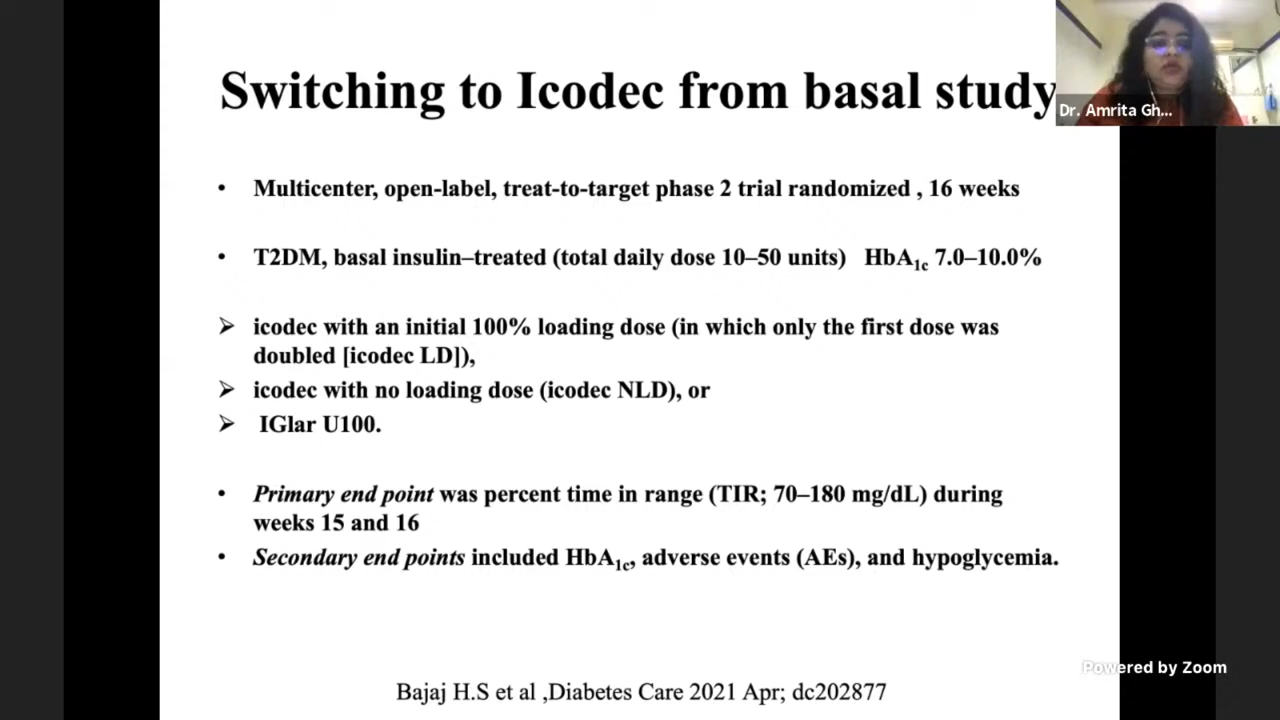 Switching to Icodec from basal study
Dr. Amrita Gh...
• Multicenter, open-label, treat-to-target phase 2 trial randomized , 16 weeks
• T2DM, basal insulin–treated (total daily dose 10–50 units) HbA1c 7.0–10.0%
➢ icodec with an initial 100% loading dose (in which only the first dose was
doubled [icodec LD]),
➢ icodec with no loading dose (icodec NLD), or
➢ IGlar U100.
• Primary end point was percent time in range (TIR; 70–180 mg/dL) during
weeks 15 and 16
• Secondary end points included HbA1c, adverse events (AEs), and hypoglycemia.
Powered by Zoom
Bajaj H.S et al ,Diabetes Care 2021 Apr; dc202877